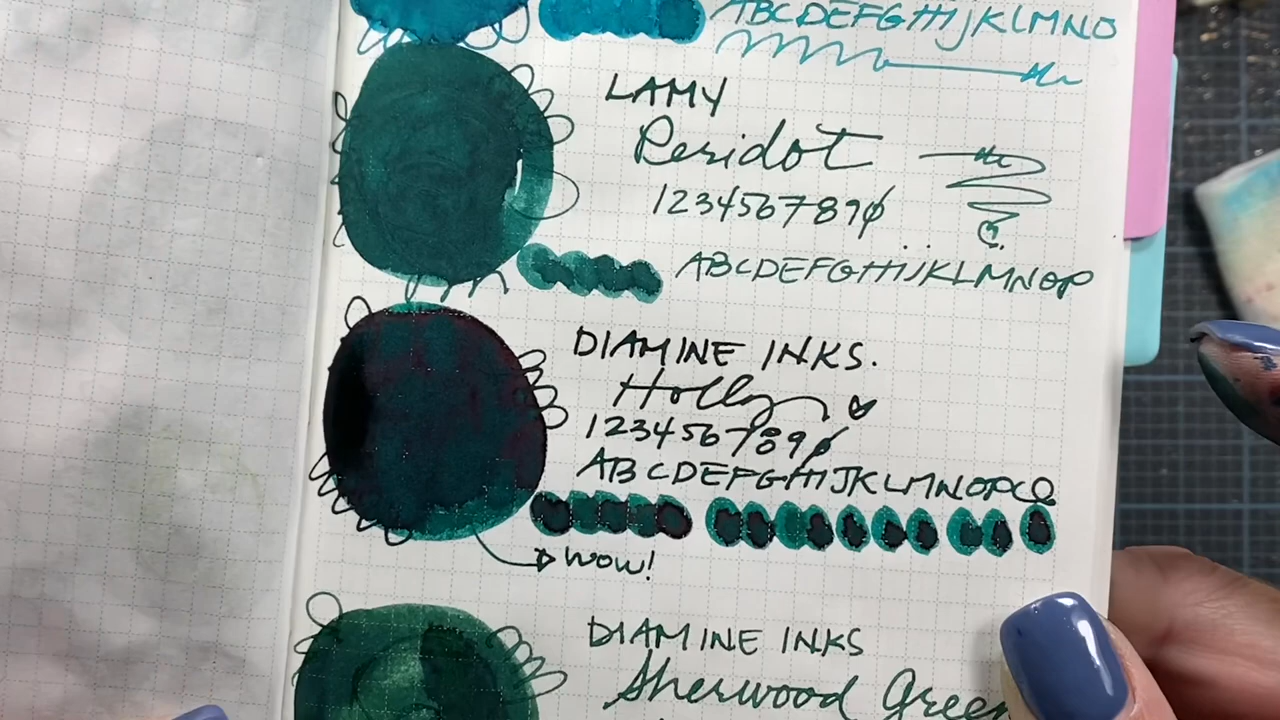 ABCDEFGHIJKLMNO
LAMY
Peridot
1234567890
ABCDEFGHIJKLMNOP
DIAMINE INKS.
Holly
1234567890
ABCDEFGHIJKLMNOPQ
WOW!
DIAMINE INKS
Sherwood Green